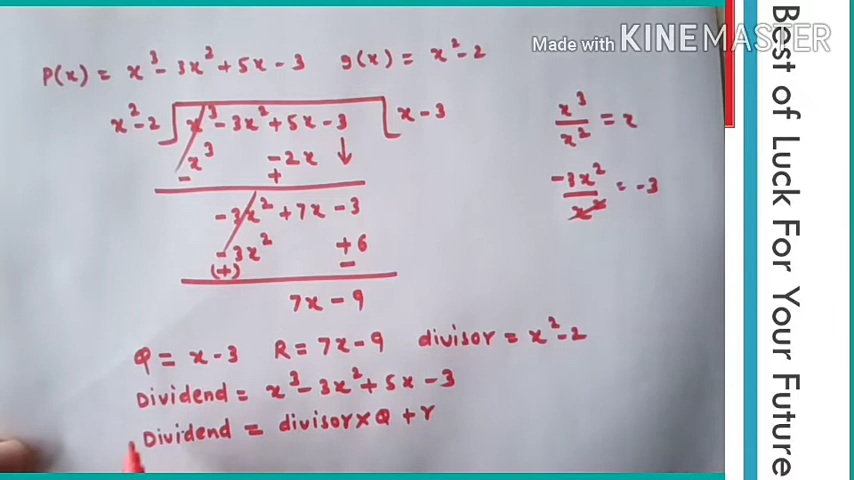 Made with KINEMASTER
P(x) = x³ - 3x² + 5x - 3 g(x) = x² - 2
x² - 2 x³ - 3x² + 5x - 3 x - 3
x³ - 2x ↓
- +
-3x² + 7x - 3
-3x² + 6
(+) -
7x - 9
x³/x² = x
-3x²/x² = -3
Q = x - 3 R = 7x - 9 divisor = x² - 2
Dividend = x³ - 3x² + 5x - 3
Dividend = divisor × Q + r
Best of Luck For Your Future